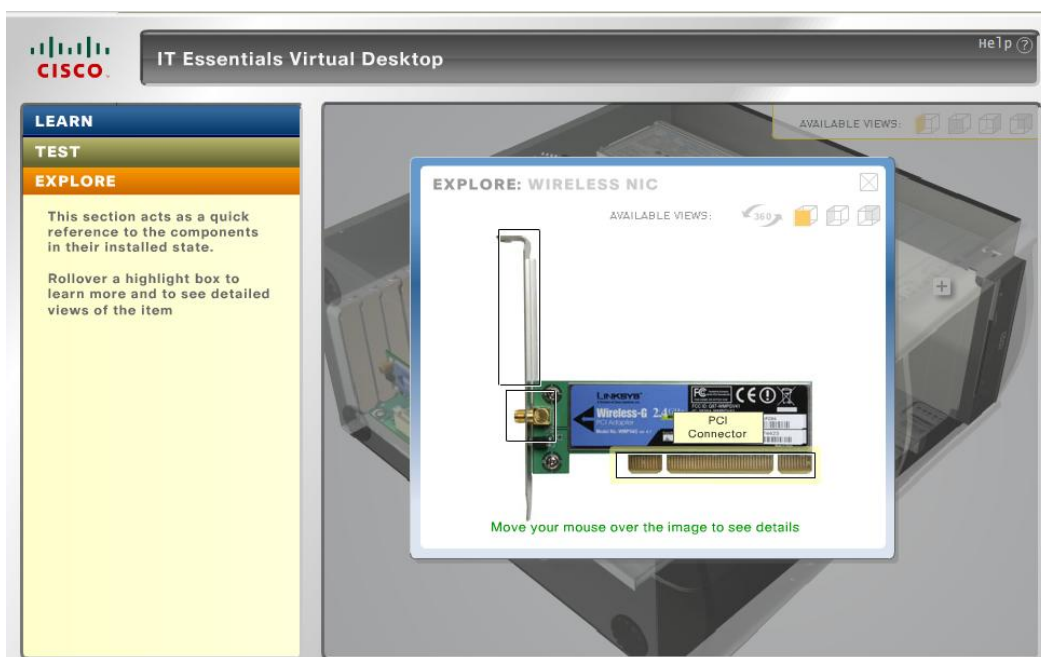 CISCO
IT Essentials Virtual Desktop
Help ?
LEARN
TEST
EXPLORE
This section acts as a quick
reference to the components
in their installed state.
Rollover a highlight box to
learn more and to see detailed
views of the item
AVAILABLE VIEWS:
EXPLORE: WIRELESS NIC
AVAILABLE VIEWS:
360
LINKSYS
Wireless-G 2.4
PCI Adapter
FC CE
PCI
Connector
Move your mouse over the image to see details